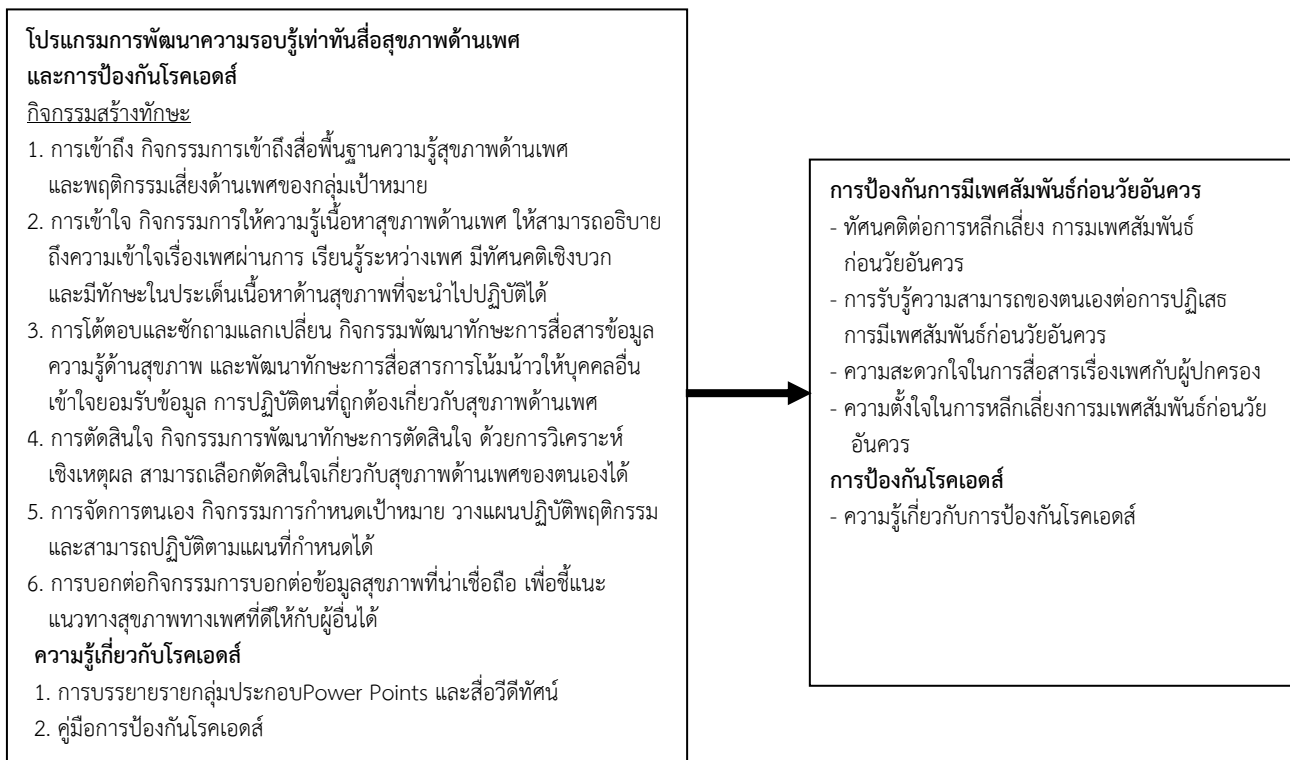 โปรแกรมการพัฒนาความรอบรู้เท่าทันสื่อสุขภาพด้านเพศ
และการป้องกันโรคเอดส์
กิจกรรมสร้างทักษะ
1. การเข้าถึง กิจกรรมการเข้าถึงสื่อพื้นฐานความรู้สุขภาพด้านเพศ
และพฤติกรรมเสี่ยงด้านเพศของกลุ่มเป้าหมาย
2. การเข้าใจ กิจกรรมการให้ความรู้เนื้อหาสุขภาพด้านเพศ ให้สามารถอธิบาย
ถึงความเข้าใจเรื่องเพศผ่านการ เรียนรู้ระหว่างเพศ มีทัศนคติเชิงบวก
และมีทักษะในประเด็นเนื้อหาด้านสุขภาพที่จะนำไปปฏิบัติได้
3. การโต้ตอบและซักถามแลกเปลี่ยน กิจกรรมพัฒนาทักษะการสื่อสารข้อมูล
ความรู้ด้านสุขภาพ และพัฒนาทักษะการสื่อสารการโน้มน้าวให้บุคคลอื่น
เข้าใจยอมรับข้อมูล การปฏิบัติตนที่ถูกต้องเกี่ยวกับสุขภาพด้านเพศ
4. การตัดสินใจ กิจกรรมการพัฒนาทักษะการตัดสินใจ ด้วยการวิเคราะห์
เชิงเหตุผล สามารถเลือกตัดสินใจเกี่ยวกับสุขภาพด้านเพศของตนเองได้
5. การจัดการตนเอง กิจกรรมการกำหนดเป้าหมาย วางแผนปฏิบัติพฤติกรรม
และสามารถปฏิบัติตามแผนที่กำหนดได้
6. การบอกต่อกิจกรรมการบอกต่อข้อมูลสุขภาพที่น่าเชื่อถือ เพื่อชี้แนะ
แนวทางสุขภาพทางเพศที่ดีให้กับผู้อื่นได้
ความรู้เกี่ยวกับโรคเอดส์
1. การบรรยายรายกลุ่มประกอบPower Points และสื่อวีดีทัศน์
2. คู่มือการป้องกันโรคเอดส์
การป้องกันการมีเพศสัมพันธ์ก่อนวัยอันควร
- ทัศนคติต่อการหลีกเลี่ยง การมเพศสัมพันธ์
ก่อนวัยอันควร
- การรับรู้ความสามารถของตนเองต่อการปฏิเสธ
การมีเพศสัมพันธ์ก่อนวัยอันควร
- ความสะดวกใจในการสื่อสารเรื่องเพศกับผู้ปกครอง
- ความตั้งใจในการหลีกเลี่ยงการมเพศสัมพันธ์ก่อนวัย
อันควร
การป้องกันโรคเอดส์
- ความรู้เกี่ยวกับการป้องกันโรคเอดส์